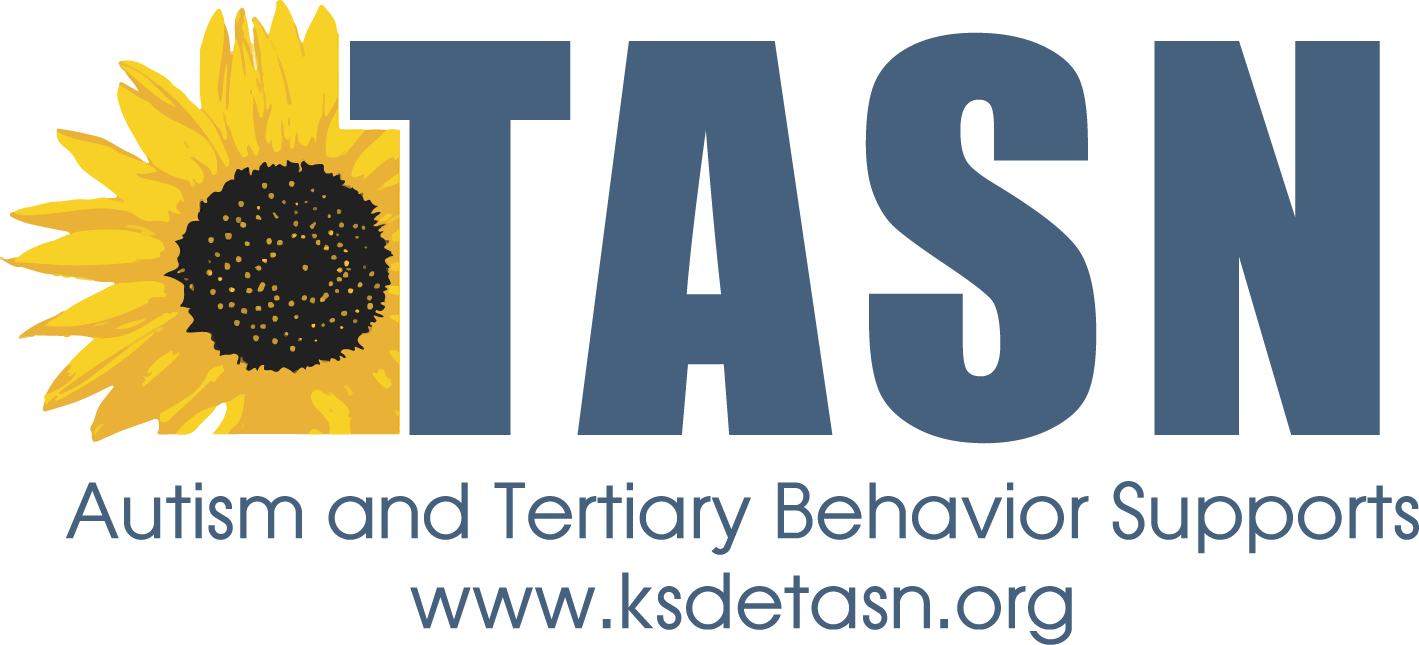 TASN
Autism and Tertiary Behavior Supports
www.ksdetasn.org